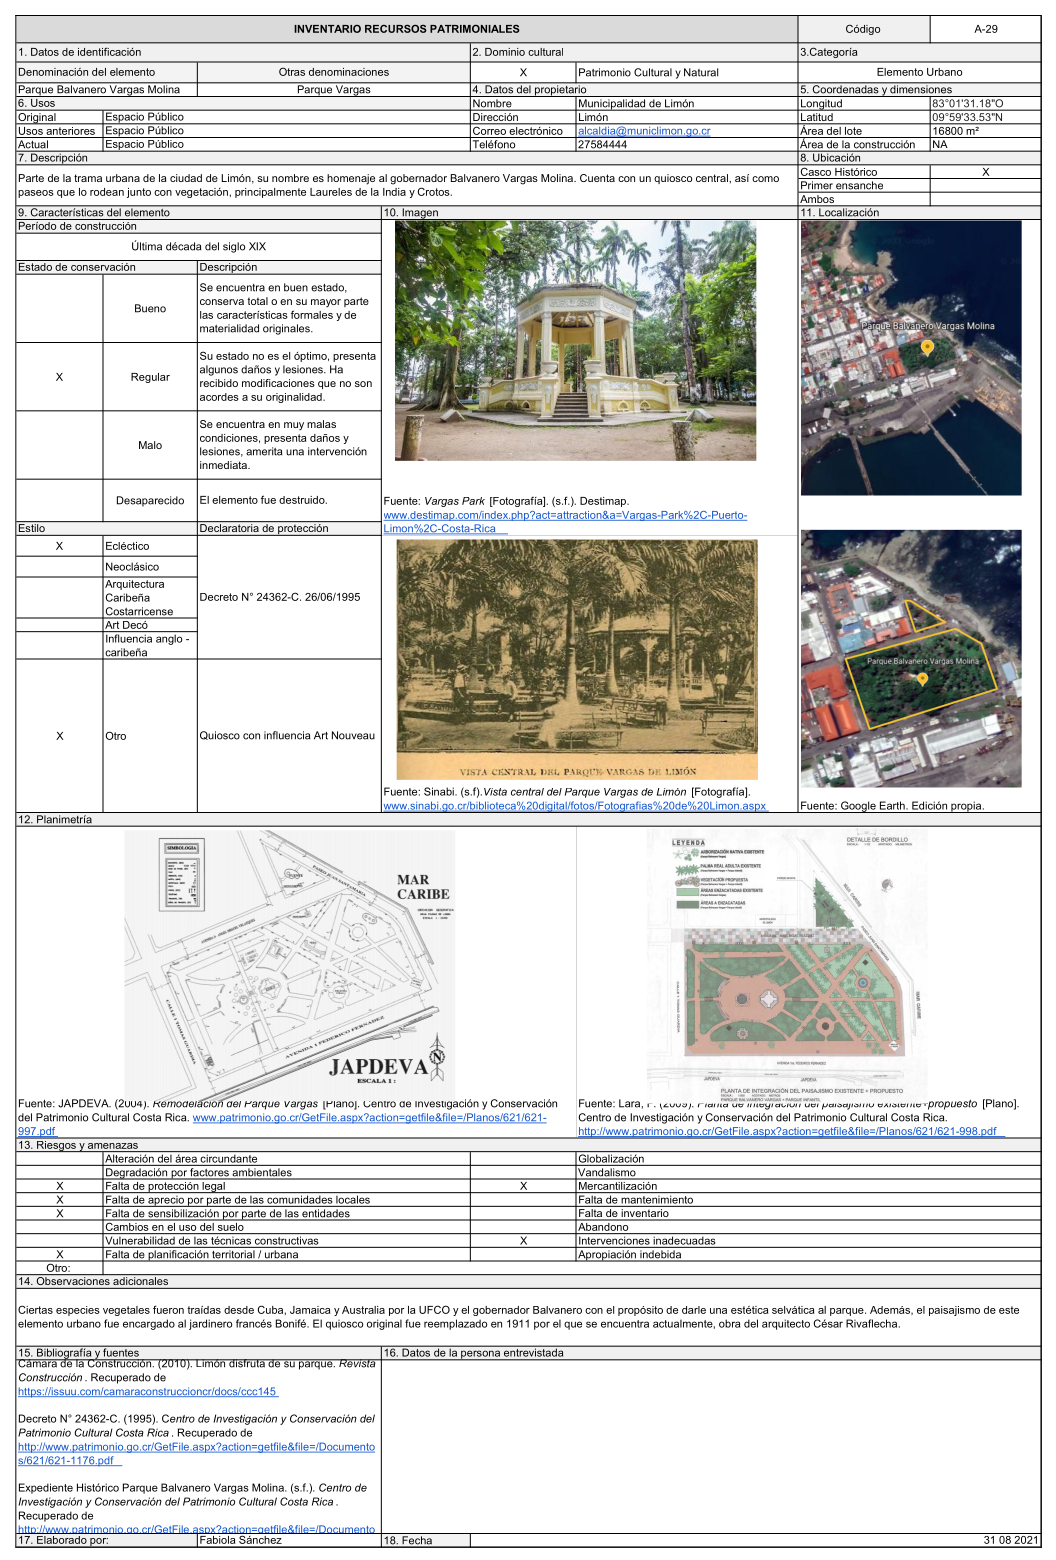 INVENTARIO RECURSOS PATRIMONIALES
Código
A-29
1. Datos de identificación
2. Dominio cultural
3.Categoría
Denominación del elemento
Otras denominaciones
X
Patrimonio Cultural y Natural
Elemento Urbano
Parque Balvanero Vargas Molina
Parque Vargas
4. Datos del propietario
5. Coordenadas y dimensiones
6. Usos
Nombre
Municipalidad de Limón
Longitud
83°01'31.18"O
Original
Espacio Público
Dirección
Limón
Latitud
09°59'33.53"N
Usos anteriores
Espacio Público
Correo electrónico
alcaldia@municlimon.go.cr
Área del lote
16800 m²
Actual
Espacio Público
Teléfono
27584444
Área de la construcción
NA
7. Descripción
8. Ubicación
Parte de la trama urbana de la ciudad de Limón, su nombre es homenaje al gobernador Balvanero Vargas Molina. Cuenta con un quiosco central, así como
paseos que lo rodean junto con vegetación, principalmente Laureles de la India y Crotos.
Casco Histórico
X
Primer ensanche
Ambos
9. Características del elemento
10. Imagen
11. Localización
Período de construcción
Última década del siglo XIX
Estado de conservación
Descripción
Bueno
Se encuentra en buen estado,
conserva total o en su mayor parte
las características formales y de
materialidad originales.
X
Regular
Su estado no es el óptimo, presenta
algunos daños y lesiones. Ha
recibido modificaciones que no son
acordes a su originalidad.
Malo
Se encuentra en muy malas
condiciones, presenta daños y
lesiones, amerita una intervención
inmediata.
Desaparecido
El elemento fue destruido.
Estilo
Declaratoria de protección
X
Ecléctico
Neoclásico
Arquitectura
Caribeña
Costarricense
Art Decó
Influencia anglo -
caribeña
Decreto N° 24362-C. 26/06/1995
X
Otro
Quiosco con influencia Art Nouveau
Fuente: Vargas Park [Fotografía]. (s.f.). Destimap.
www.destimap.com/index.php?act=attraction&a=Vargas-Park%2C-Puerto-
Limon%2C-Costa-Rica
VISTA CENTRAL DEL PARQUE VARGAS DE LIMÓN
Fuente: Sinabi. (s.f).Vista central del Parque Vargas de Limón [Fotografía].
www.sinabi.go.cr/biblioteca%20digital/fotos/Fotografias%20de%20Limon.aspx
Parque Balvanero Vargas Molina
Parque Balvanero Vargas Molina
Fuente: Google Earth. Edición propia.
12. Planimetría
SIMBOLOGIA
MAR
CARIBE
CALLE 1 TOMAS GUARDIA
AVENIDA 1 FEDERICO FERNANDEZ
JAPDEVA
ESCALA 1 :
N
LEYENDA
ARBORIZACIÓN NATIVA EXISTENTE
PALMA REAL ADULTA EXISTENTE
VEGETACIÓN PROPUESTA
ÁREAS ENZACATADAS EXISTENTE
ÁREAS A ENZACATADAS
DETALLE DE BORDILLO
MAR CARIBE
JAPDEVA
JAPDEVA
PLANTA DE INTEGRACIÓN DEL PAISAJISMO EXISTENTE + PROPUESTO
Fuente: JAPDEVA. (2004). Remodelación del Parque Vargas [Plano]. Centro de Investigación y Conservación
del Patrimonio Cultural Costa Rica. www.patrimonio.go.cr/GetFile.aspx?action=getfile&file=/Planos/621/621-
997.pdf
Fuente: Lara, F. (2005). Planta de integración del paisajismo existente+propuesto [Plano].
Centro de Investigación y Conservación del Patrimonio Cultural Costa Rica.
http://www.patrimonio.go.cr/GetFile.aspx?action=getfile&file=/Planos/621/621-998.pdf
13. Riesgos y amenazas
Alteración del área circundante
Globalización
Degradación por factores ambientales
Vandalismo
X
Falta de protección legal
X
Mercantilización
X
Falta de aprecio por parte de las comunidades locales
Falta de mantenimiento
X
Falta de sensibilización por parte de las entidades
Falta de inventario
Cambios en el uso del suelo
Abandono
Vulnerabilidad de las técnicas constructivas
X
Intervenciones inadecuadas
X
Falta de planificación territorial / urbana
Apropiación indebida
Otro:
14. Observaciones adicionales
Ciertas especies vegetales fueron traídas desde Cuba, Jamaica y Australia por la UFCO y el gobernador Balvanero con el propósito de darle una estética selvática al parque. Además, el paisajismo de este
elemento urbano fue encargado al jardinero francés Bonifé. El quiosco original fue reemplazado en 1911 por el que se encuentra actualmente, obra del arquitecto César Rivaflecha.
15. Bibliografía y fuentes
16. Datos de la persona entrevistada
Cámara de la Construcción. (2010). Limón disfruta de su parque. Revista
Construcción . Recuperado de
https://issuu.com/camaraconstruccioncr/docs/ccc145
Decreto N° 24362-C. (1995). Centro de Investigación y Conservación del
Patrimonio Cultural Costa Rica . Recuperado de
http://www.patrimonio.go.cr/GetFile.aspx?action=getfile&file=/Documento
s/621/621-1176.pdf
Expediente Histórico Parque Balvanero Vargas Molina. (s.f.). Centro de
Investigación y Conservación del Patrimonio Cultural Costa Rica .
Recuperado de
http://www.patrimonio.go.cr/GetFile.aspx?action=getfile&file=/Documento
17. Elaborado por:
Fabiola Sánchez
18. Fecha
31 08 2021